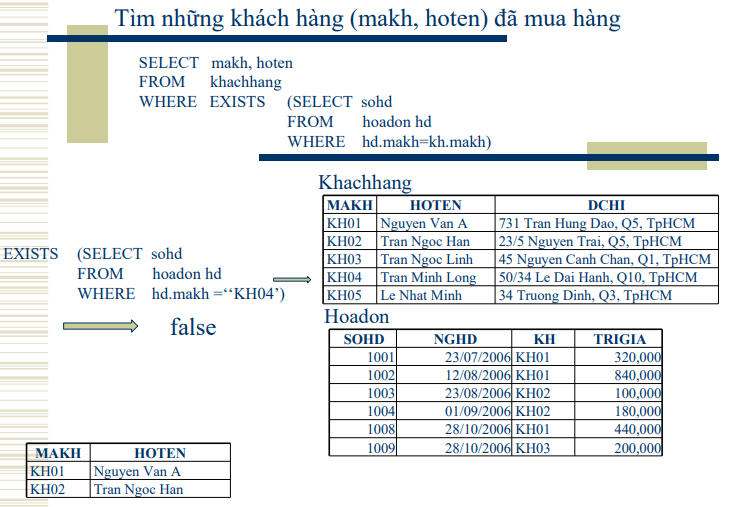 Tìm những khách hàng (makh, hoten) đã mua hàng
SELECT makh, hoten
FROM khachhang
WHERE EXISTS (SELECT sohd
FROM hoadon hd
WHERE hd.makh=kh.makh)
Khachhang
MAKH HOTEN DCHI
KH01 Nguyen Van A 731 Tran Hung Dao, Q5, TpHCM
KH02 Tran Ngoc Han 23/5 Nguyen Trai, Q5, TpHCM
KH03 Tran Ngoc Linh 45 Nguyen Canh Chan, Q1, TpHCM
KH04 Tran Minh Long 50/34 Le Dai Hanh, Q10, TpHCM
KH05 Le Nhat Minh 34 Truong Dinh, Q3, TpHCM
EXISTS (SELECT sohd
FROM hoadon hd
WHERE hd.makh =‘‘KH04’)
false
Hoadon
SOHD NGHD KH TRIGIA
1001 23/07/2006 KH01 320,000
1002 12/08/2006 KH01 840,000
1003 23/08/2006 KH02 100,000
1004 01/09/2006 KH02 180,000
1008 28/10/2006 KH01 440,000
1009 28/10/2006 KH03 200,000
MAKH HOTEN
KH01 Nguyen Van A
KH02 Tran Ngoc Han